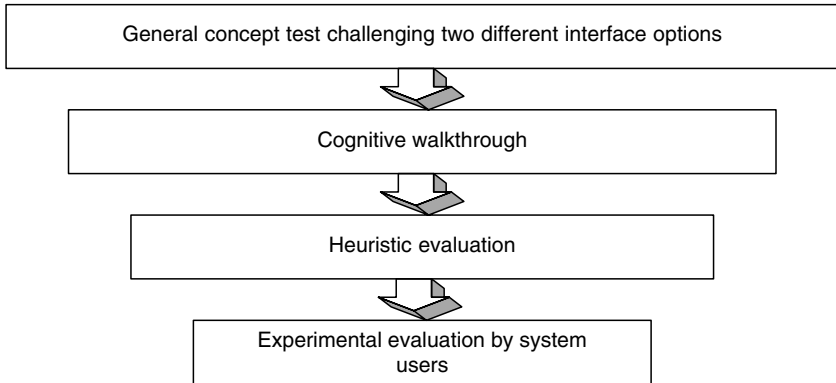 General concept test challenging two different interface options
Cognitive walkthrough
Heuristic evaluation
Experimental evaluation by system
users